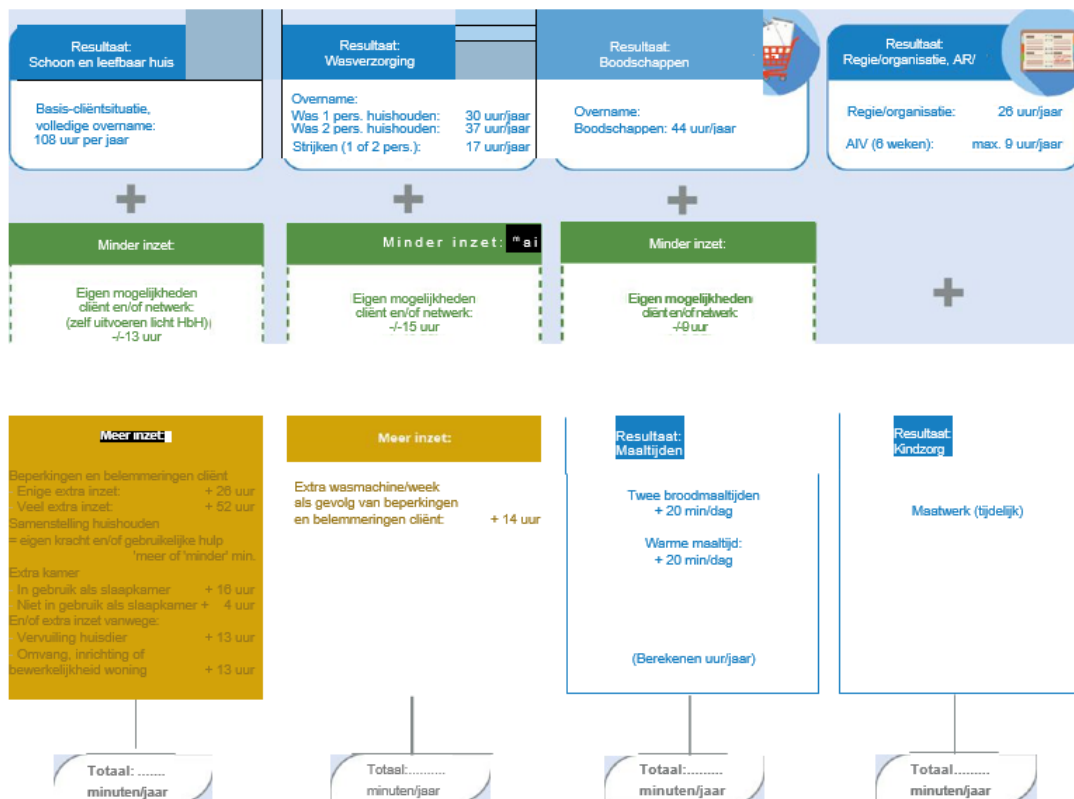 Resultaat:
Schoon en leefbaar huis
Basis-cliëntsituatie,
volledige overname:
108 uur per jaar
Resultaat:
Wasverzorging
Overname:
Was 1 pers. huishouden: 30 uur/jaar
Was 2 pers. huishouden: 37 uur/jaar
Strijken (1 of 2 pers.): 17 uur/jaar
Resultaat:
Boodschappen
Overname:
Boodschappen: 44 uur/jaar
Resultaat:
Regie/organisatie, AR/
Regie/organisatie: 26 uur/jaar
AIV (6 weken): max. 9 uur/jaar
+
+
+
Minder inzet:
Eigen mogelijkheden
cliënt en/of netwerk:
(zelf uitvoeren licht HbH)
-/-13 uur
Minder inzet: mai
Eigen mogelijkheden
cliënt en/of netwerk:
-/-15 uur
Minder inzet:
Eigen mogelijkheden
cliënt en/of netwerk:
-/-9 uur
+
Meer inzet:
Beperkingen en belemmeringen cliënt
Enige extra inzet: + 26 uur
Veel extra inzet: + 52 uur
Samenstelling huishouden
= eigen kracht en/of gebruikelijke hulp
'meer of 'minder' min.
Extra kamer
In gebruik als slaapkamer + 16 uur
Niet in gebruik als slaapkamer + 4 uur
En/of extra inzet vanwege:
Vervuiling huisdier + 13 uur
Omvang, inrichting of
bewerkelijkheid woning + 13 uur
Meer inzet:
Extra wasmachine/week
als gevolg van beperkingen
en belemmeringen cliënt: + 14 uur
Resultaat:
Maaltijden
Twee broodmaaltijden
+ 20 min/dag
Warme maaltijd:
+ 20 min/dag
(Berekenen uur/jaar)
Resultaat:
Kindzorg
Maatwerk (tijdelijk)
Totaal: .......
minuten/jaar
Totaal:..........
minuten/jaar
Totaal:.........
minuten/jaar
Totaal.........
minuten/jaar